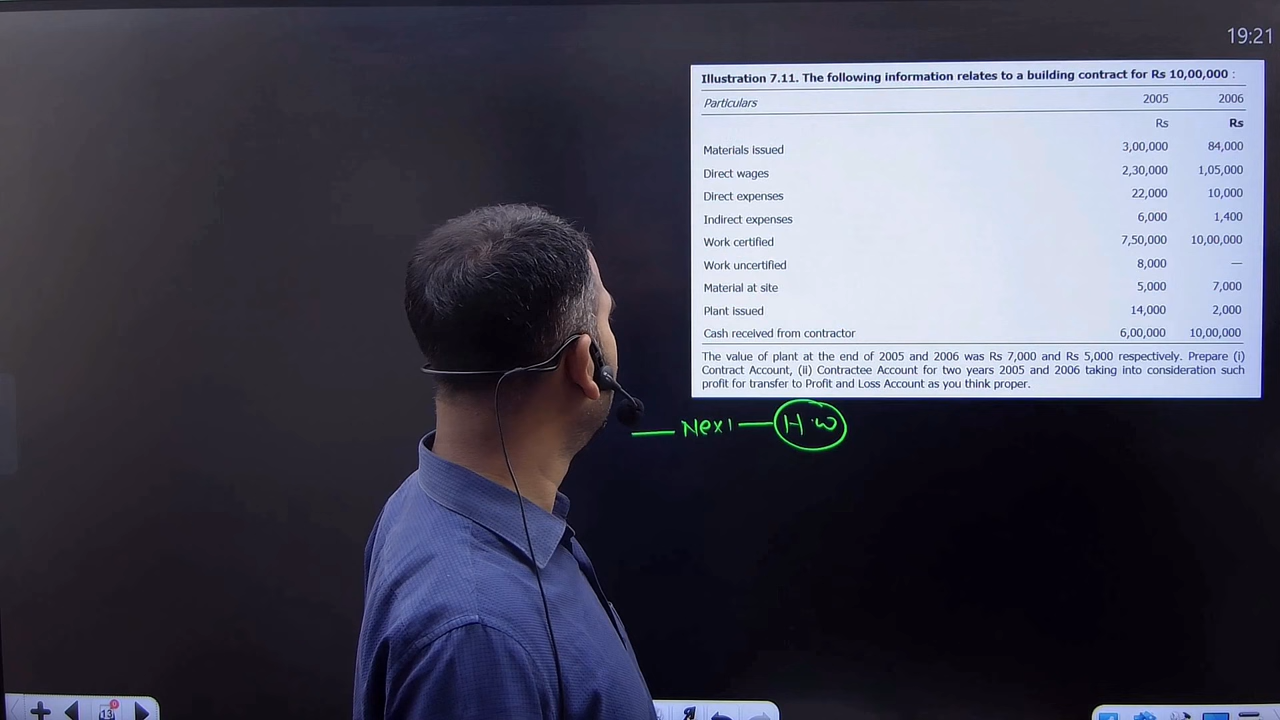 19:21
Illustration 7.11. The following information relates to a building contract for Rs 10,00,000 :
Particulars 2005 2006
Rs Rs
Materials issued 3,00,000 84,000
Direct wages 2,30,000 1,05,000
Direct expenses 22,000 10,000
Indirect expenses 6,000 1,400
Work certified 7,50,000 10,00,000
Work uncertified 8,000 —
Material at site 5,000 7,000
Plant issued 14,000 2,000
Cash received from contractor 6,00,000 10,00,000
The value of plant at the end of 2005 and 2006 was Rs 7,000 and Rs 5,000 respectively. Prepare (i)
Contract Account, (ii) Contractee Account for two years 2005 and 2006 taking into consideration such
profit for transfer to Profit and Loss Account as you think proper.
— Next — H.W
13